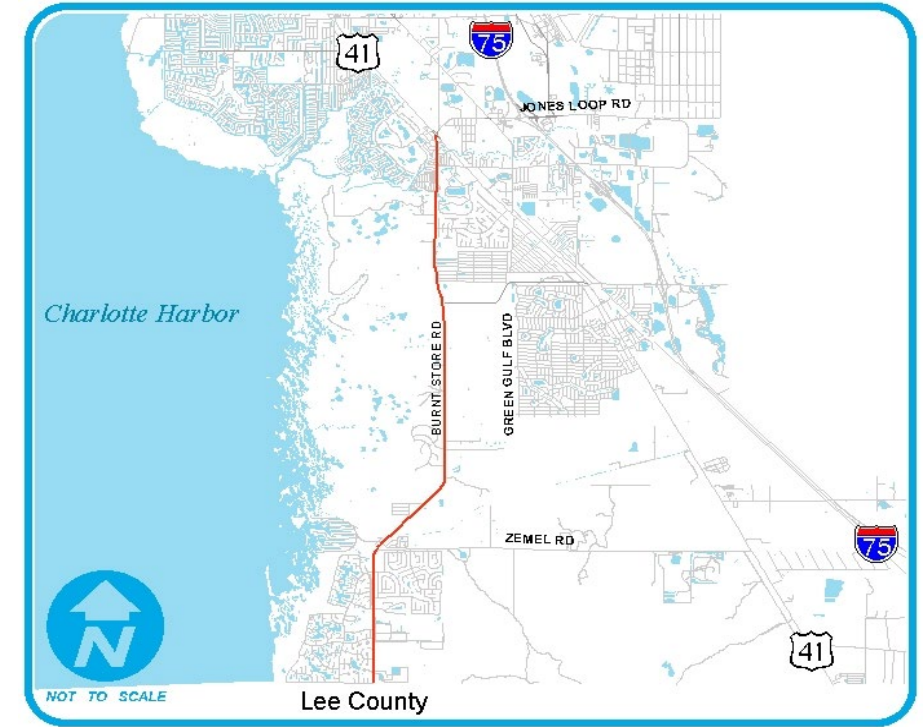 41
75
JONES LOOP RD
Charlotte Harbor
BURNT STORE RD
GREEN GULF BLVD
ZEMEL RD
75
41
N
NOT TO SCALE
Lee County